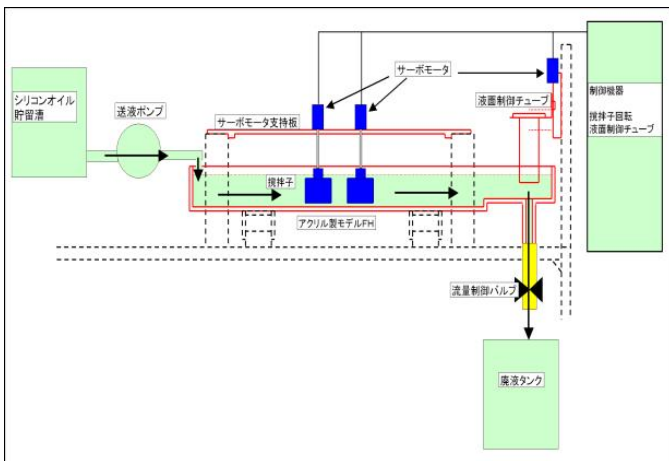 シリコンオイル
貯留漕
送液ポンプ
サーボモータ支持板
サーボモータ
液面制御チューブ
制御機器
撹拌子回転
液面制御チューブ
撹拌子
アクリル製モデルFH
流量制御バルブ
廃液タンク